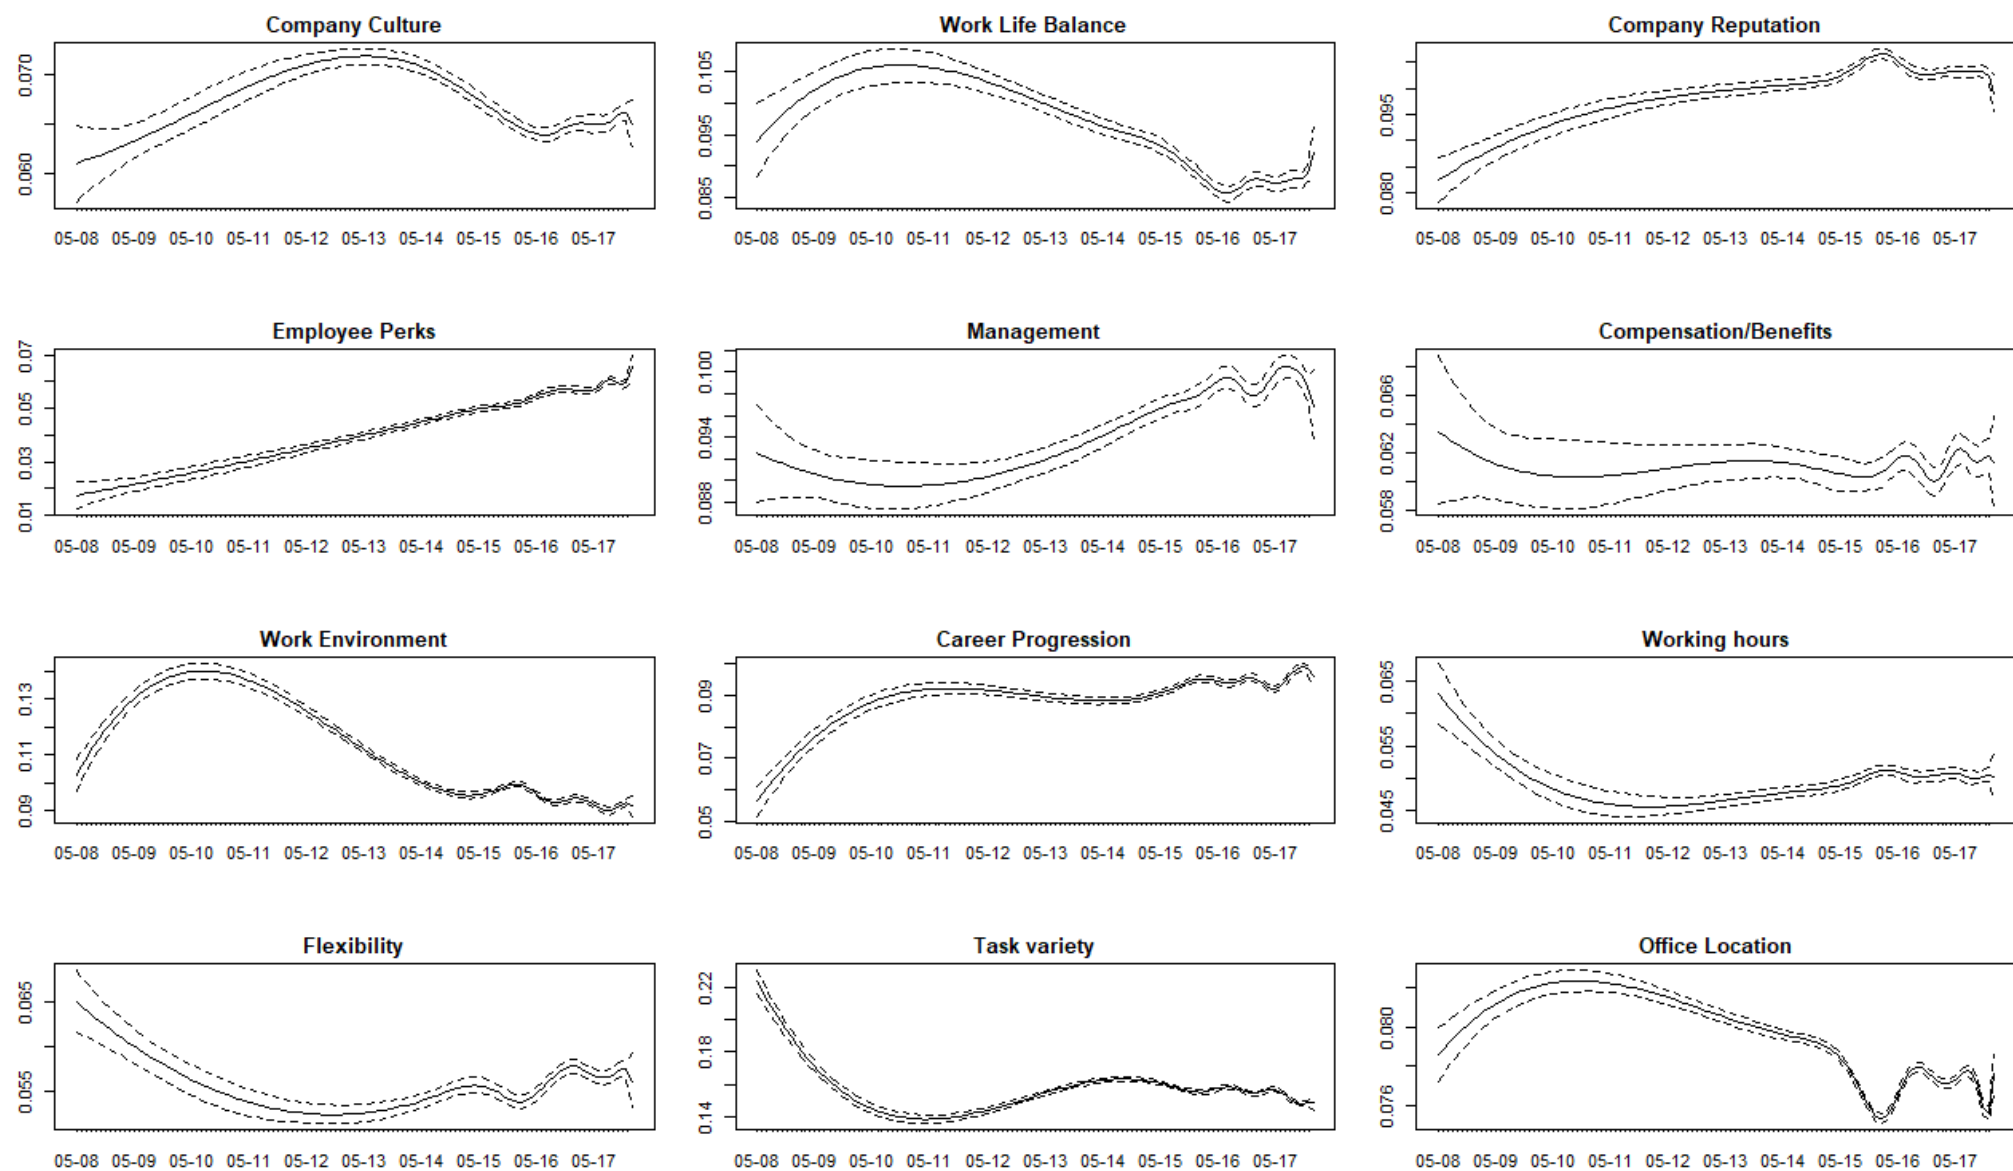 Company Culture
0.070
0.060
05-08 05-09 05-10 05-11 05-12 05-13 05-14 05-15 05-16 05-17
Work Life Balance
0.105
0.095
0.085
05-08 05-09 05-10 05-11 05-12 05-13 05-14 05-15 05-16 05-17
Company Reputation
0.095
0.080
05-08 05-09 05-10 05-11 05-12 05-13 05-14 05-15 05-16 05-17
Employee Perks
0.07
0.05
0.03
0.01
05-08 05-09 05-10 05-11 05-12 05-13 05-14 05-15 05-16 05-17
Management
0.100
0.094
0.088
05-08 05-09 05-10 05-11 05-12 05-13 05-14 05-15 05-16 05-17
Compensation/Benefits
0.066
0.062
0.058
05-08 05-09 05-10 05-11 05-12 05-13 05-14 05-15 05-16 05-17
Work Environment
0.13
0.11
0.09
05-08 05-09 05-10 05-11 05-12 05-13 05-14 05-15 05-16 05-17
Career Progression
0.09
0.07
0.05
05-08 05-09 05-10 05-11 05-12 05-13 05-14 05-15 05-16 05-17
Working hours
0.065
0.055
0.045
05-08 05-09 05-10 05-11 05-12 05-13 05-14 05-15 05-16 05-17
Flexibility
0.065
0.055
05-08 05-09 05-10 05-11 05-12 05-13 05-14 05-15 05-16 05-17
Task variety
0.22
0.18
0.14
05-08 05-09 05-10 05-11 05-12 05-13 05-14 05-15 05-16 05-17
Office Location
0.080
0.076
05-08 05-09 05-10 05-11 05-12 05-13 05-14 05-15 05-16 05-17